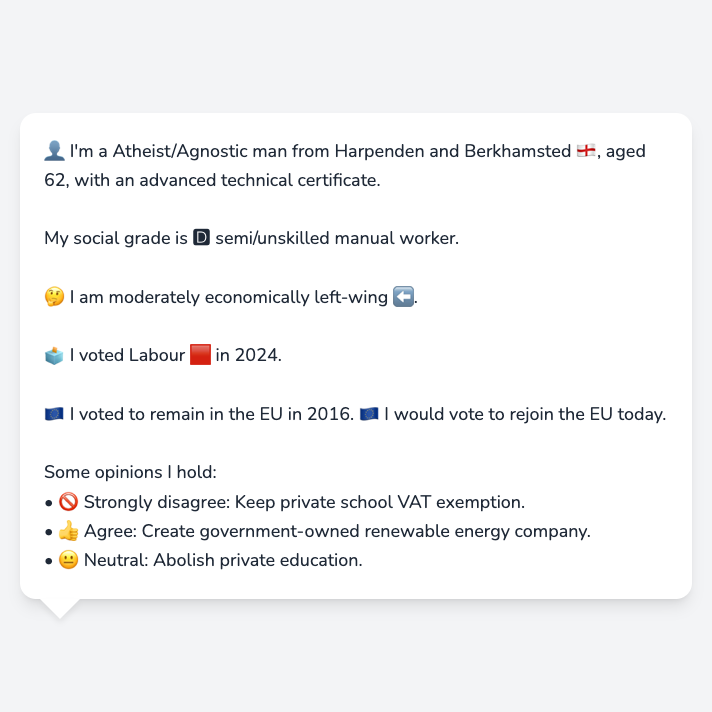 👤 I'm a Atheist/Agnostic man from Harpenden and Berkhamsted 🏴󠁧󠁢󠁥󠁮󠁧󠁿, aged
62, with an advanced technical certificate.
My social grade is 🅳 semi/unskilled manual worker.
🤔 I am moderately economically left-wing ⬅️.
🗳️ I voted Labour 🟥 in 2024.
🇪🇺 I voted to remain in the EU in 2016. 🇪🇺 I would vote to rejoin the EU today.
Some opinions I hold:
• 🚫 Strongly disagree: Keep private school VAT exemption.
• 👍 Agree: Create government-owned renewable energy company.
• 😐 Neutral: Abolish private education.